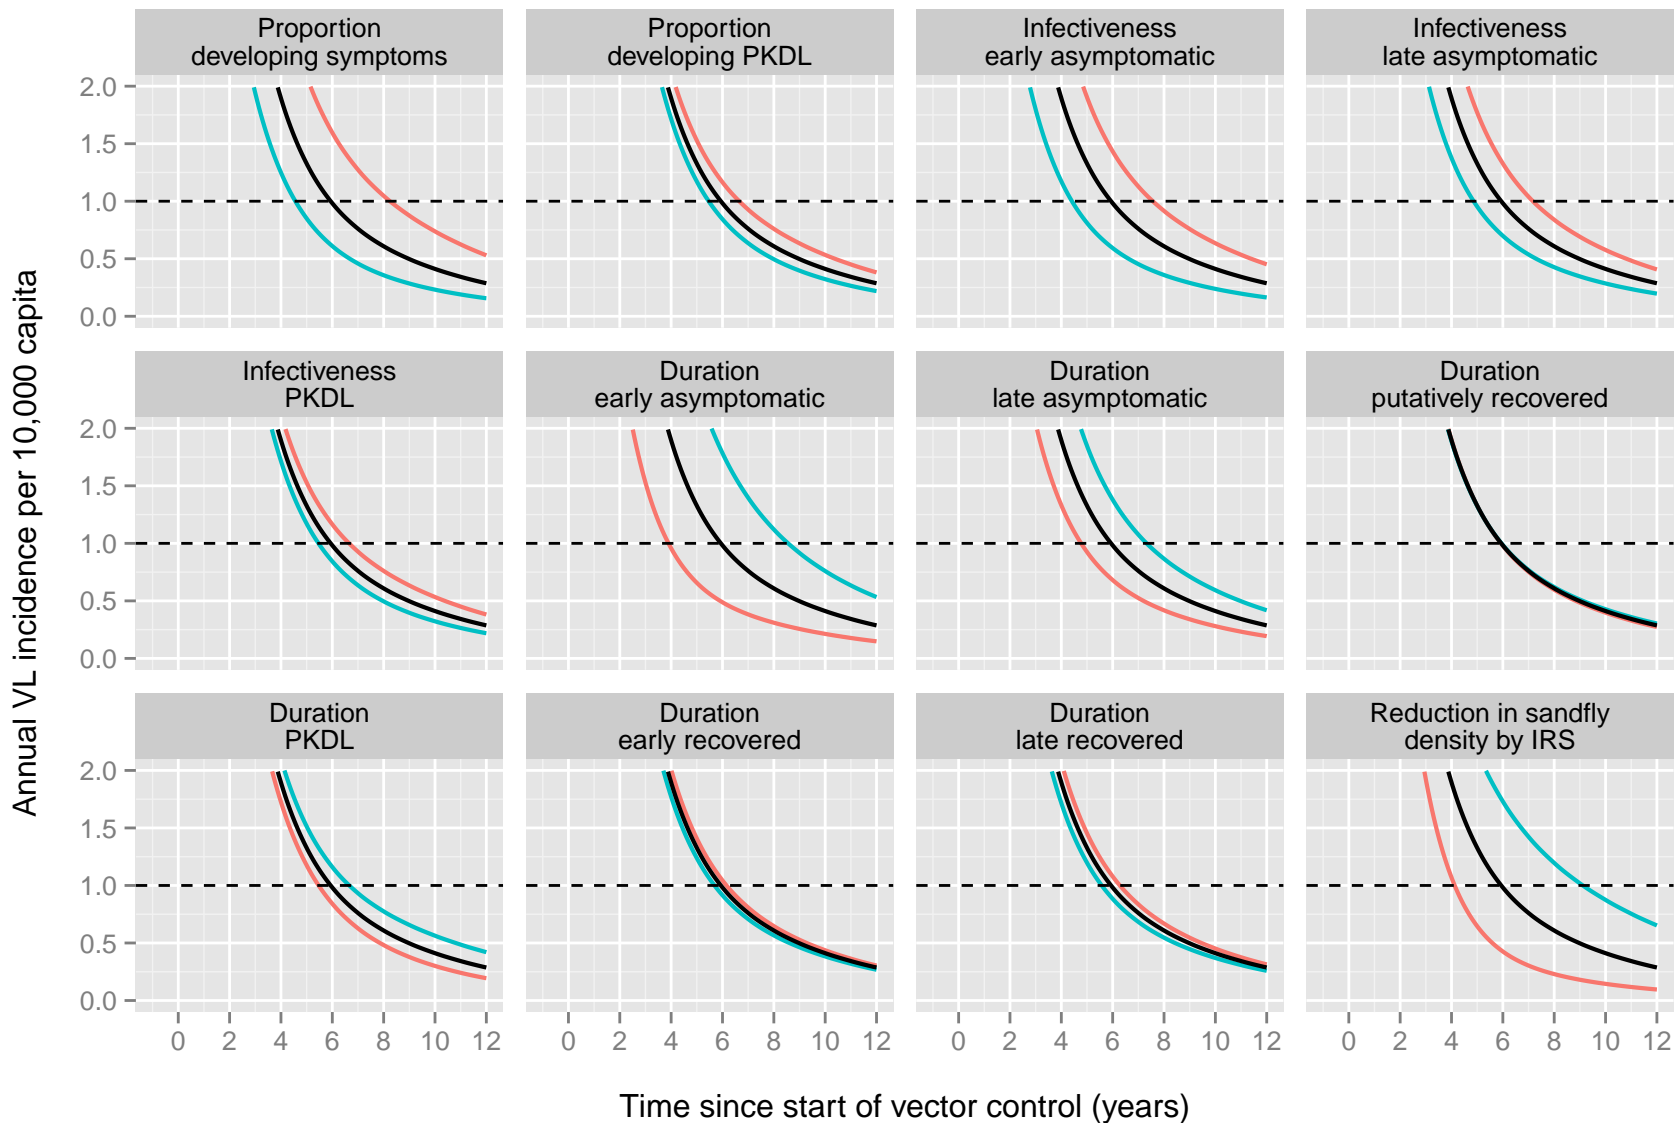 Proportion
developing symptoms
Proportion
developing PKDL
Infectiveness
early asymptomatic
Infectiveness
late asymptomatic
2.0
1.5
1.0
0.5
0.0
Infectiveness
PKDL
Duration
early asymptomatic
Duration
late asymptomatic
Duration
putatively recovered
2.0
1.5
1.0
0.5
0.0
Duration
PKDL
Duration
early recovered
Duration
late recovered
Reduction in sandfly
density by IRS
2.0
1.5
1.0
0.5
0.0
0 2 4 6 8 10 12
0 2 4 6 8 10 12
0 2 4 6 8 10 12
0 2 4 6 8 10 12
Annual VL incidence per 10,000 capita
Time since start of vector control (years)